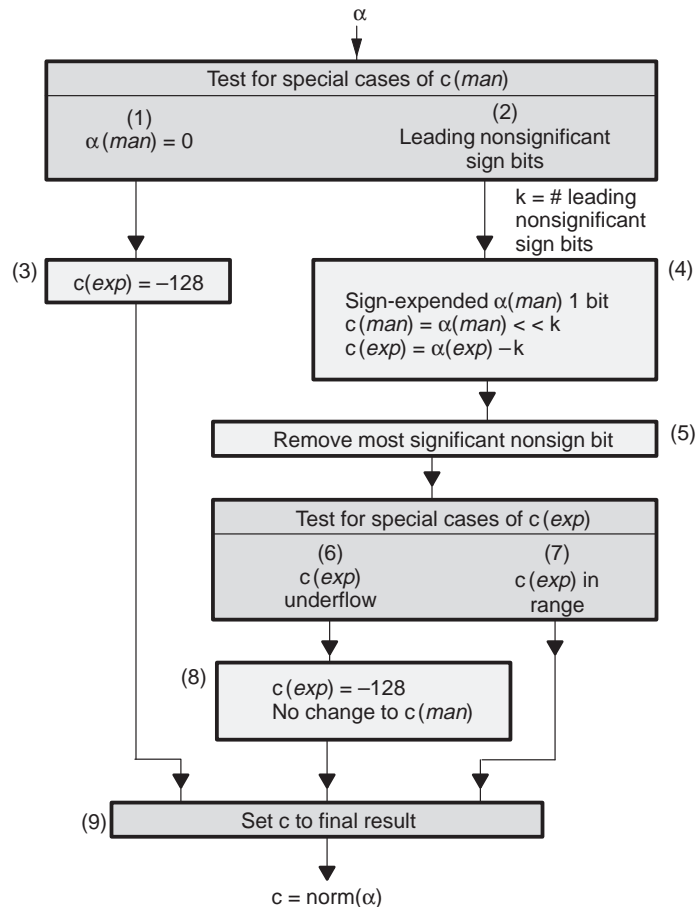 α
Test for special cases of c(man)
(1)
α(man) = 0
(2)
Leading nonsignificant
sign bits
k = # leading
nonsignificant
sign bits
(3)
c(exp) = –128
(4)
Sign-expended α(man) 1 bit
c(man) = α(man) < < k
c(exp) = α(exp) – k
Remove most significant nonsign bit
(5)
Test for special cases of c(exp)
(6)
c(exp)
underflow
(7)
c(exp) in
range
(8)
c(exp) = –128
No change to c(man)
(9)
Set c to final result
c = norm(α)